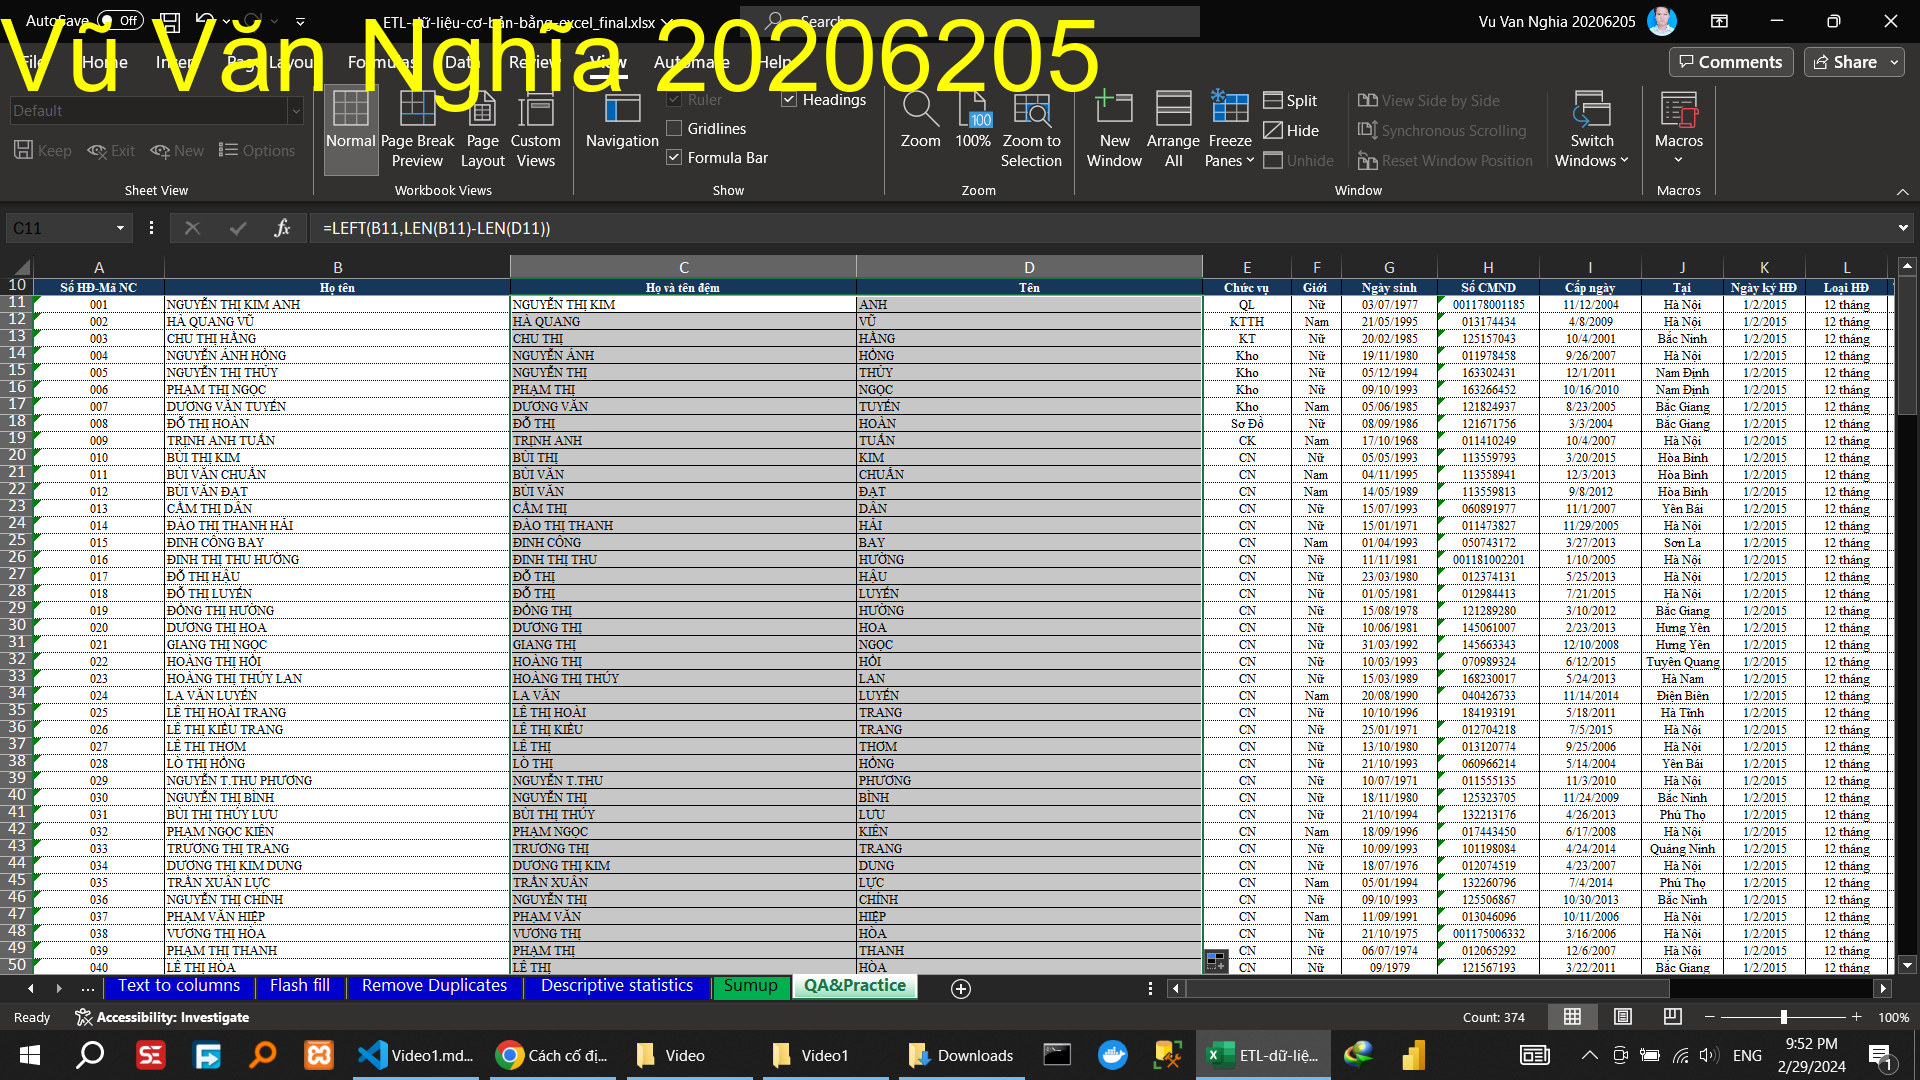 AutoSave Off ETL-dữ-liệu-cơ-bản-bằng-excel_final.xlsx Search Vu Van Nghia 20206205
Vũ Văn Nghĩa 20206205
File Home Insert Page Layout Formulas Data Review View Automate Help Comments Share
Default
Keep Exit New Options
Sheet View
Normal Page Break Preview Page Layout Custom Views
Workbook Views
Navigation
Ruler Headings
Gridlines
Formula Bar
Show
Zoom 100% Zoom to Selection
Zoom
New Window Arrange All Freeze Panes
Split
Hide
Unhide
View Side by Side
Synchronous Scrolling
Reset Window Position
Switch Windows
Window
Macros
Macros
C11 fx =LEFT(B11,LEN(B11)-LEN(D11))
A B C D E F G H I J K L
10 Số HĐ-Mã NC Họ tên Họ và tên đệm Tên Chức vụ Giới Ngày sinh Số CMND Cấp ngày Tại Ngày ký HĐ Loại HĐ
11 001 NGUYỄN THỊ KIM ANH NGUYỄN THỊ KIM ANH QL Nữ 03/07/1977 001178001185 11/12/2004 Hà Nội 1/2/2015 12 tháng
12 002 HÀ QUANG VŨ HÀ QUANG VŨ KTTH Nam 21/05/1995 013174434 4/8/2009 Hà Nội 1/2/2015 12 tháng
13 003 CHU THỊ HẰNG CHU THỊ HẰNG KT Nữ 20/02/1985 125157043 10/4/2001 Bắc Ninh 1/2/2015 12 tháng
14 004 NGUYỄN ÁNH HỒNG NGUYỄN ÁNH HỒNG Kho Nữ 19/11/1980 011978458 9/26/2007 Hà Nội 1/2/2015 12 tháng
15 005 NGUYỄN THỊ THÚY NGUYỄN THỊ THÚY Kho Nữ 05/12/1994 163302431 12/1/2011 Nam Định 1/2/2015 12 tháng
16 006 PHẠM THỊ NGỌC PHẠM THỊ NGỌC Kho Nữ 09/10/1993 163266452 10/16/2010 Nam Định 1/2/2015 12 tháng
17 007 DƯƠNG VĂN TUYÊN DƯƠNG VĂN TUYÊN Kho Nam 05/06/1985 121824937 8/23/2005 Bắc Giang 1/2/2015 12 tháng
18 008 ĐỖ THỊ HOÀN ĐỖ THỊ HOÀN Sơ Đồ Nữ 08/09/1986 121671756 3/3/2004 Bắc Giang 1/2/2015 12 tháng
19 009 TRỊNH ANH TUẤN TRỊNH ANH TUẤN CK Nam 17/10/1968 011410249 10/4/2007 Hà Nội 1/2/2015 12 tháng
20 010 BÙI THỊ KIM BÙI THỊ KIM CN Nữ 05/05/1993 113559793 3/20/2015 Hòa Bình 1/2/2015 12 tháng
21 011 BÙI VĂN CHUẨN BÙI VĂN CHUẨN CN Nam 04/11/1995 113558941 12/3/2013 Hòa Bình 1/2/2015 12 tháng
22 012 BÙI VĂN ĐẠT BÙI VĂN ĐẠT CN Nam 14/05/1989 113559813 9/8/2012 Hòa Bình 1/2/2015 12 tháng
23 013 CẦM THỊ DÂN CẦM THỊ DÂN CN Nữ 15/07/1993 060891977 11/1/2007 Yên Bái 1/2/2015 12 tháng
24 014 ĐÀO THỊ THANH HẢI ĐÀO THỊ THANH HẢI CN Nữ 15/01/1971 011473827 11/29/2005 Hà Nội 1/2/2015 12 tháng
25 015 ĐINH CÔNG BAY ĐINH CÔNG BAY CN Nam 01/04/1993 050743172 3/27/2013 Sơn La 1/2/2015 12 tháng
26 016 ĐINH THỊ THU HƯỜNG ĐINH THỊ THU HƯỜNG CN Nữ 11/11/1981 001181002201 1/10/2005 Hà Nội 1/2/2015 12 tháng
27 017 ĐỖ THỊ HẬU ĐỖ THỊ HẬU CN Nữ 23/03/1980 012374131 5/25/2013 Hà Nội 1/2/2015 12 tháng
28 018 ĐỖ THỊ LUYẾN ĐỖ THỊ LUYẾN CN Nữ 01/05/1981 012984413 7/21/2015 Hà Nội 1/2/2015 12 tháng
29 019 ĐỒNG THỊ HƯỜNG ĐỒNG THỊ HƯỜNG CN Nữ 15/08/1978 121289280 3/10/2012 Bắc Giang 1/2/2015 12 tháng
30 020 DƯƠNG THỊ HOA DƯƠNG THỊ HOA CN Nữ 10/06/1981 145061007 2/23/2013 Hưng Yên 1/2/2015 12 tháng
31 021 GIANG THỊ NGỌC GIANG THỊ NGỌC CN Nữ 31/03/1992 145663343 12/10/2008 Hưng Yên 1/2/2015 12 tháng
32 022 HOÀNG THỊ HỒI HOÀNG THỊ HỒI CN Nữ 10/03/1993 070989324 6/12/2015 Tuyên Quang 1/2/2015 12 tháng
33 023 HOÀNG THỊ THÚY LAN HOÀNG THỊ THÚY LAN CN Nữ 15/03/1989 168230017 5/24/2013 Hà Nam 1/2/2015 12 tháng
34 024 LA VĂN LUYẾN LA VĂN LUYẾN CN Nam 20/08/1990 040426733 11/14/2014 Điện Biên 1/2/2015 12 tháng
35 025 LÊ THỊ HOÀI TRANG LÊ THỊ HOÀI TRANG CN Nữ 10/10/1996 184193191 5/18/2011 Hà Tĩnh 1/2/2015 12 tháng
36 026 LÊ THỊ KIỀU TRANG LÊ THỊ KIỀU TRANG CN Nữ 25/01/1971 012704218 7/5/2015 Hà Nội 1/2/2015 12 tháng
37 027 LÊ THỊ THƠM LÊ THỊ THƠM CN Nữ 13/10/1980 013120774 9/25/2006 Hà Nội 1/2/2015 12 tháng
38 028 LÒ THỊ HỒNG LÒ THỊ HỒNG CN Nữ 21/10/1993 060966214 5/14/2004 Yên Bái 1/2/2015 12 tháng
39 029 NGUYỄN T.THU PHƯƠNG NGUYỄN T.THU PHƯƠNG CN Nữ 10/07/1971 011555135 11/3/2010 Hà Nội 1/2/2015 12 tháng
40 030 NGUYỄN THỊ BÌNH NGUYỄN THỊ BÌNH CN Nữ 18/11/1980 125323705 11/24/2009 Bắc Ninh 1/2/2015 12 tháng
41 031 BÙI THỊ THÚY LƯU BÙI THỊ THÚY LƯU CN Nữ 21/10/1994 132213176 4/26/2013 Phú Thọ 1/2/2015 12 tháng
42 032 PHẠM NGỌC KIÊN PHẠM NGỌC KIÊN CN Nam 18/09/1996 017443450 6/17/2008 Hà Nội 1/2/2015 12 tháng
43 033 TRƯƠNG THỊ TRANG TRƯƠNG THỊ TRANG CN Nữ 10/09/1993 101198084 4/24/2014 Quảng Ninh 1/2/2015 12 tháng
44 034 DƯƠNG THỊ KIM DUNG DƯƠNG THỊ KIM DUNG CN Nữ 18/07/1976 012074519 4/23/2007 Hà Nội 1/2/2015 12 tháng
45 035 TRẦN XUÂN LỰC TRẦN XUÂN LỰC CN Nam 05/01/1994 132260796 7/4/2014 Phú Thọ 1/2/2015 12 tháng
46 036 NGUYỄN THỊ CHÍNH NGUYỄN THỊ CHÍNH CN Nữ 09/10/1993 125506867 10/30/2013 Bắc Ninh 1/2/2015 12 tháng
47 037 PHẠM VĂN HIỆP PHẠM VĂN HIỆP CN Nam 11/09/1991 013046096 10/11/2006 Hà Nội 1/2/2015 12 tháng
48 038 VƯƠNG THỊ HÒA VƯƠNG THỊ HÒA CN Nữ 21/10/1975 001175006332 3/16/2006 Hà Nội 1/2/2015 12 tháng
49 039 PHẠM THỊ THANH PHẠM THỊ THANH CN Nữ 06/07/1974 012065292 12/6/2007 Hà Nội 1/2/2015 12 tháng
50 040 LÊ THỊ HÒA LÊ THỊ HÒA CN Nữ 09/1979 121567193 3/22/2011 Bắc Giang 1/2/2015 12 tháng
... Text to columns Flash fill Remove Duplicates Descriptive statistics Sumup QA&Practice
Ready Accessibility: Investigate Count: 374 100%
Video1.md... Cách cố đị... Video Video1 Downloads ETL-dữ-liệ... ENG 9:52 PM
2/29/2024 1